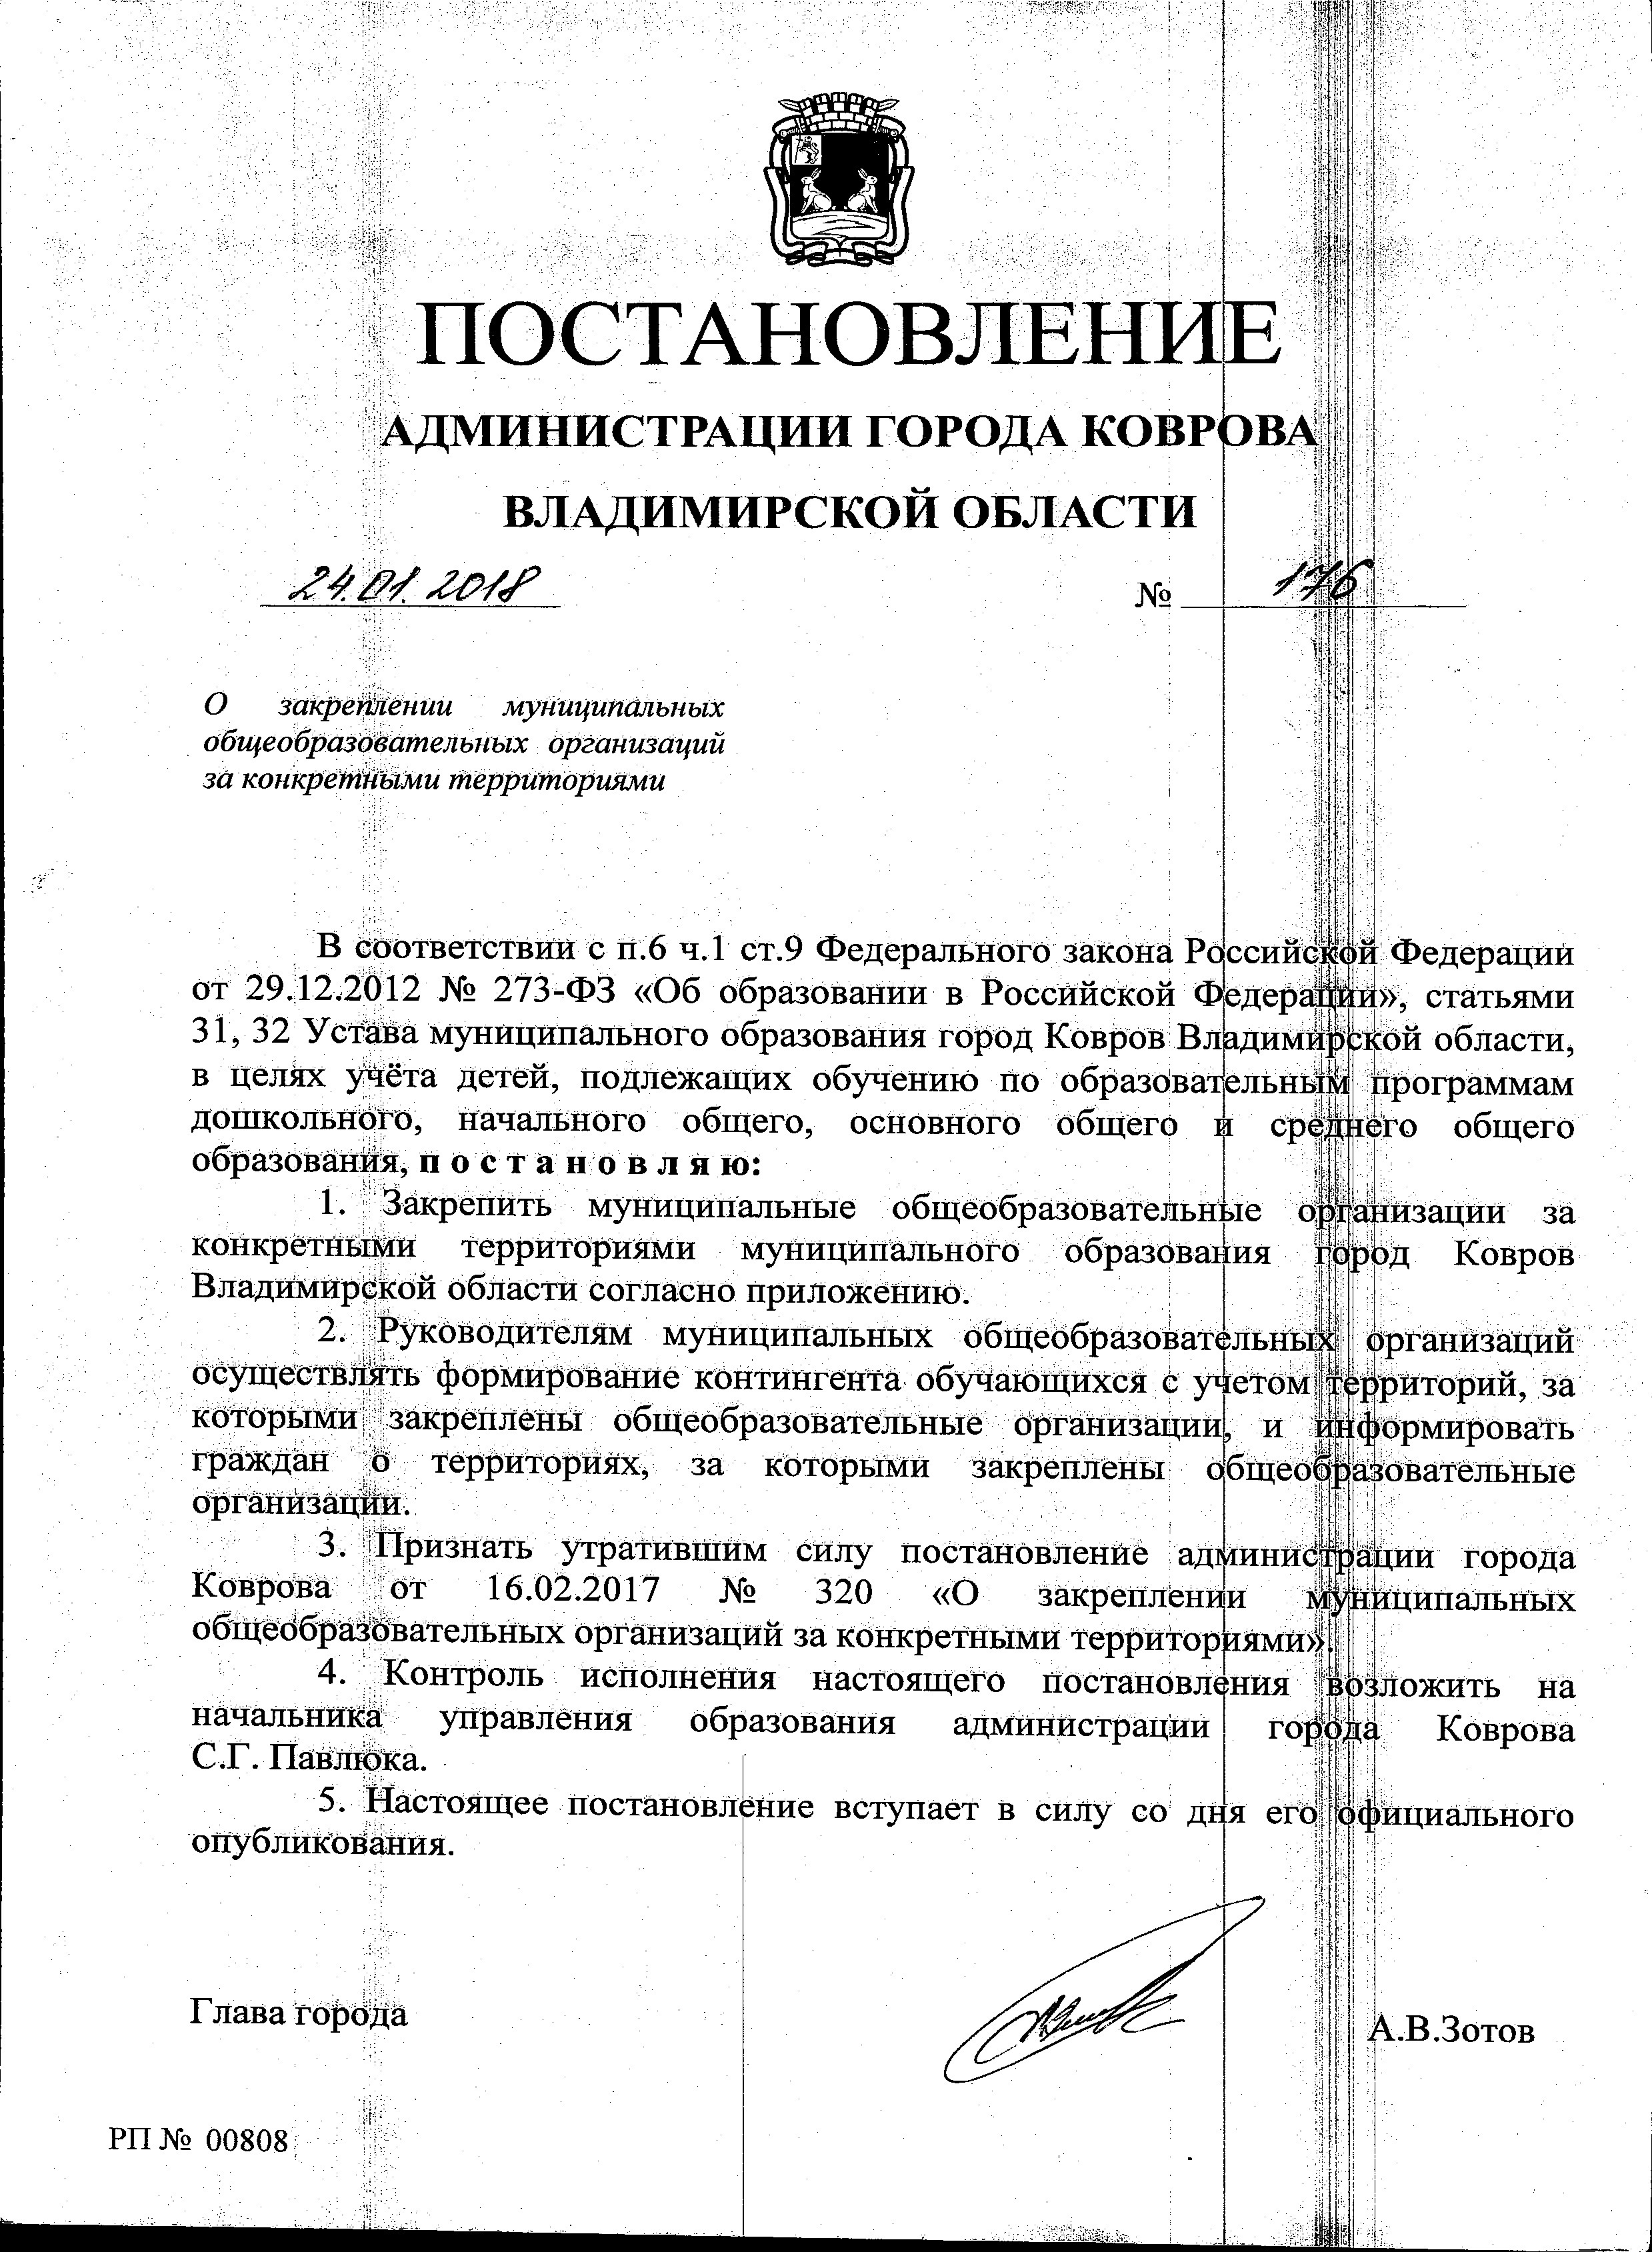 ПОСТАНОВЛЕНИЕ
АДМИНИСТРАЦИИ ГОРОДА КОВРОВА
ВЛАДИМИРСКОЙ ОБЛАСТИ
24.01.2018 № 176
О закреплении муниципальных
общеобразовательных организаций
за конкретными территориями
В соответствии с п.6 ч.1 ст.9 Федерального закона Российской Федерации
от 29.12.2012 № 273-ФЗ «Об образовании в Российской Федерации», статьями
31, 32 Устава муниципального образования город Ковров Владимирской области,
в целях учёта детей, подлежащих обучению по образовательным программам
дошкольного, начального общего, основного общего и среднего общего
образования, п о с т а н о в л я ю:
1. Закрепить муниципальные общеобразовательные организации за
конкретными территориями муниципального образования город Ковров
Владимирской области согласно приложению.
2. Руководителям муниципальных общеобразовательных организаций
осуществлять формирование контингента обучающихся с учетом территорий, за
которыми закреплены общеобразовательные организации, и информировать
граждан о территориях, за которыми закреплены общеобразовательные
организации.
3. Признать утратившим силу постановление администрации города
Коврова от 16.02.2017 № 320 «О закреплении муниципальных
общеобразовательных организаций за конкретными территориями».
4. Контроль исполнения настоящего постановления возложить на
начальника управления образования администрации города Коврова
С.Г. Павлюка.
5. Настоящее постановление вступает в силу со дня его официального
опубликования.
Глава города А.В.Зотов
РП № 00808